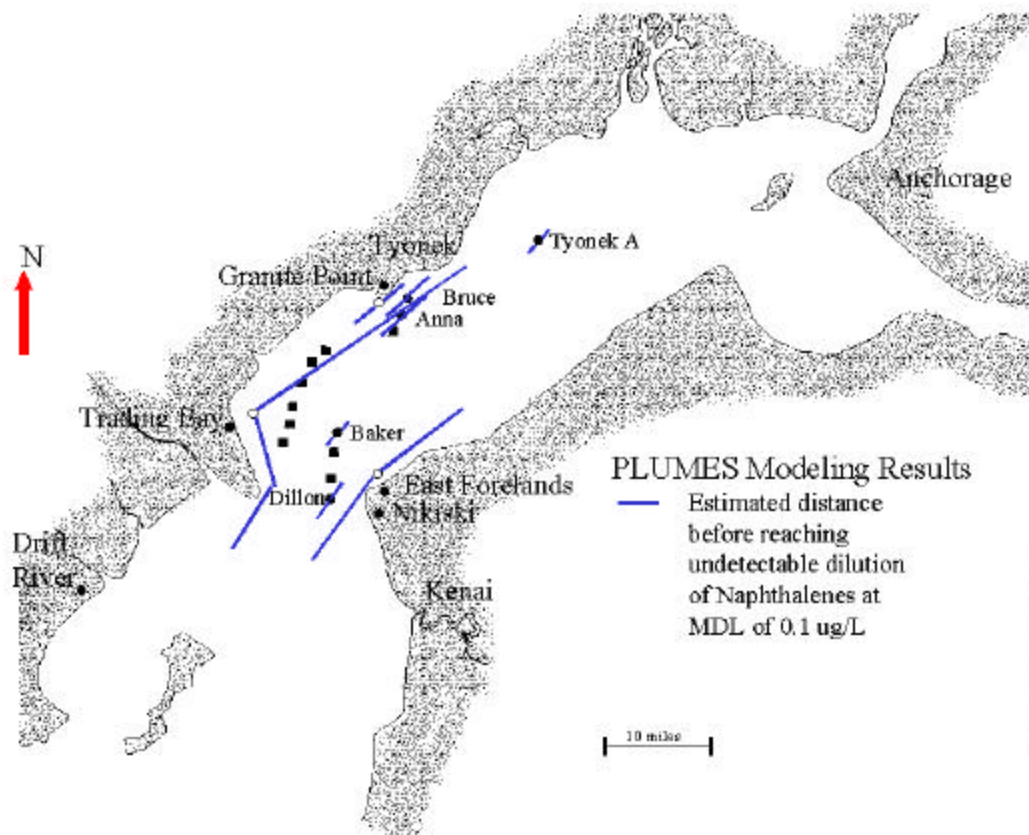 N
Anchorage
Tyonek
Tyonek A
Granite Point
Bruce
Anna
Trading Bay
Baker
East Forelands
Dillon
Nikiski
Drift
River
Kenai
PLUMES Modeling Results
Estimated distance
before reaching
undetectable dilution
of Naphthalenes at
MDL of 0.1 ug/L
10 miles